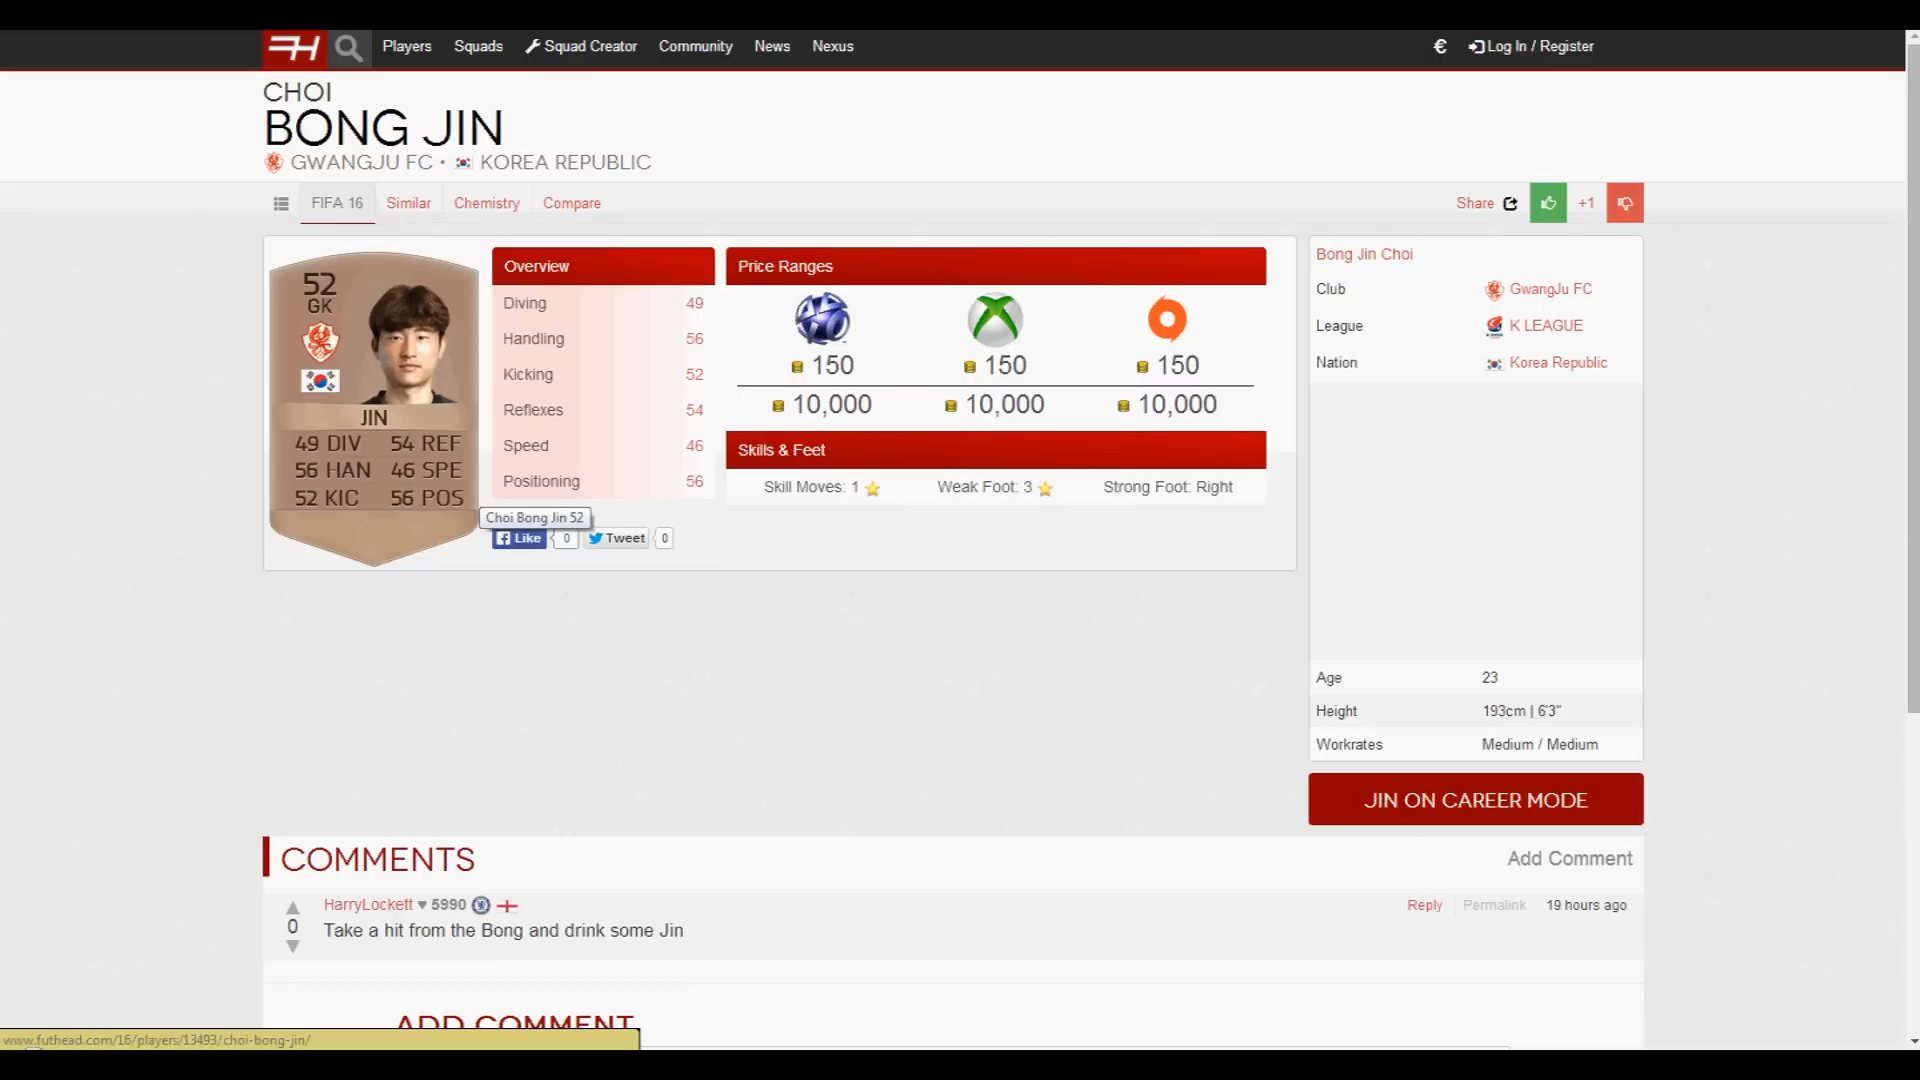 FH Players Squads Squad Creator Community News Nexus € Log In / Register
CHOI
BONG JIN
GWANGJU FC • KOREA REPUBLIC
FIFA 16 Similar Chemistry Compare Share +1
52
GK
JIN
49 DIV 54 REF
56 HAN 46 SPE
52 KIC 56 POS
Overview
Diving 49
Handling 56
Kicking 52
Reflexes 54
Speed 46
Positioning 56
Choi Bong Jin 52
Like 0 Tweet 0
Price Ranges
150 150 150
10,000 10,000 10,000
Skills & Feet
Skill Moves: 1 Weak Foot: 3 Strong Foot: Right
Bong Jin Choi
Club GwangJu FC
League K LEAGUE
Nation Korea Republic
Age 23
Height 193cm | 6'3"
Workrates Medium / Medium
JIN ON CAREER MODE
COMMENTS Add Comment
HarryLockett ♥ 5990 Reply Permalink 19 hours ago
0
Take a hit from the Bong and drink some Jin
ADD COMMENT
www.futhead.com/16/players/13493/choi-bong-jin/